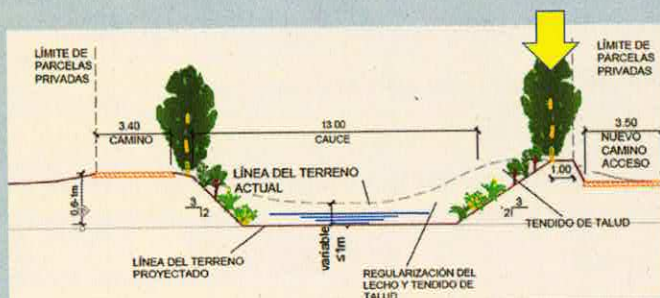 LÍMITE DE
PARCELAS
PRIVADAS
LÍMITE DE
PARCELAS
PRIVADAS
3.40
CAMINO
13.00
CAUCE
3.50
NUEVO
CAMINO
ACCESO
1.00
LÍNEA DEL TERRENO
ACTUAL
0.6-1m
3
2
variable
≤1m
3
2
TENDIDO DE TALUD
LÍNEA DEL TERRENO
PROYECTADO
REGULARIZACIÓN DEL
LECHO Y TENDIDO DE
TALUD